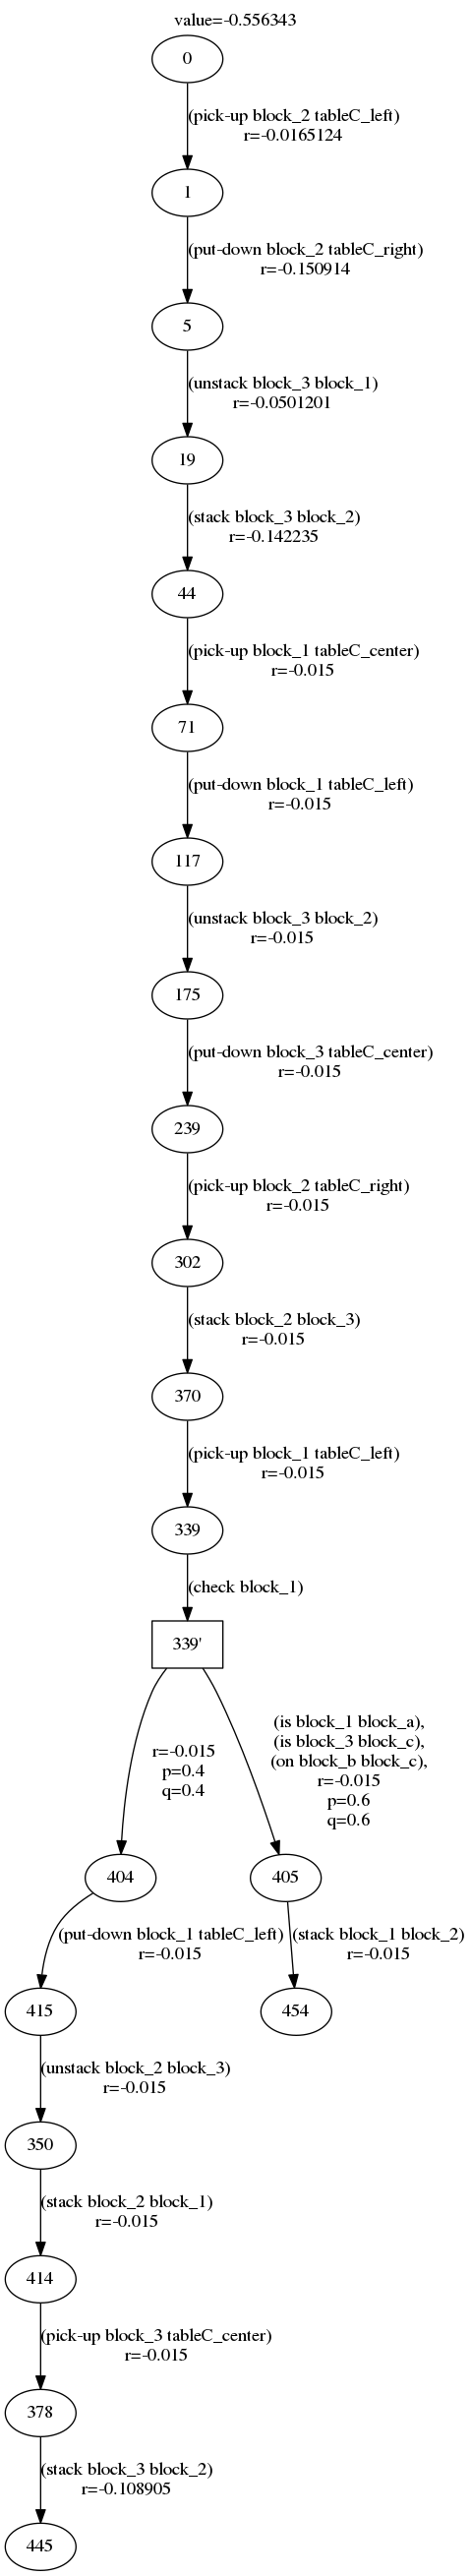 value=-0.556343
0
(pick-up block_2 tableC_left)
r=-0.0165124
1
(put-down block_2 tableC_right)
r=-0.150914
5
(unstack block_3 block_1)
r=-0.0501201
19
(stack block_3 block_2)
r=-0.142235
44
(pick-up block_1 tableC_center)
r=-0.015
71
(put-down block_1 tableC_left)
r=-0.015
117
(unstack block_3 block_2)
r=-0.015
175
(put-down block_3 tableC_center)
r=-0.015
239
(pick-up block_2 tableC_right)
r=-0.015
302
(stack block_2 block_3)
r=-0.015
370
(pick-up block_1 tableC_left)
r=-0.015
339
(check block_1)
339'
r=-0.015
p=0.4
q=0.4
(is block_1 block_a),
(is block_3 block_c),
(on block_b block_c),
r=-0.015
p=0.6
q=0.6
404
405
(put-down block_1 tableC_left)
r=-0.015
(stack block_1 block_2)
r=-0.015
415
454
(unstack block_2 block_3)
r=-0.015
350
(stack block_2 block_1)
r=-0.015
414
(pick-up block_3 tableC_center)
r=-0.015
378
(stack block_3 block_2)
r=-0.108905
445